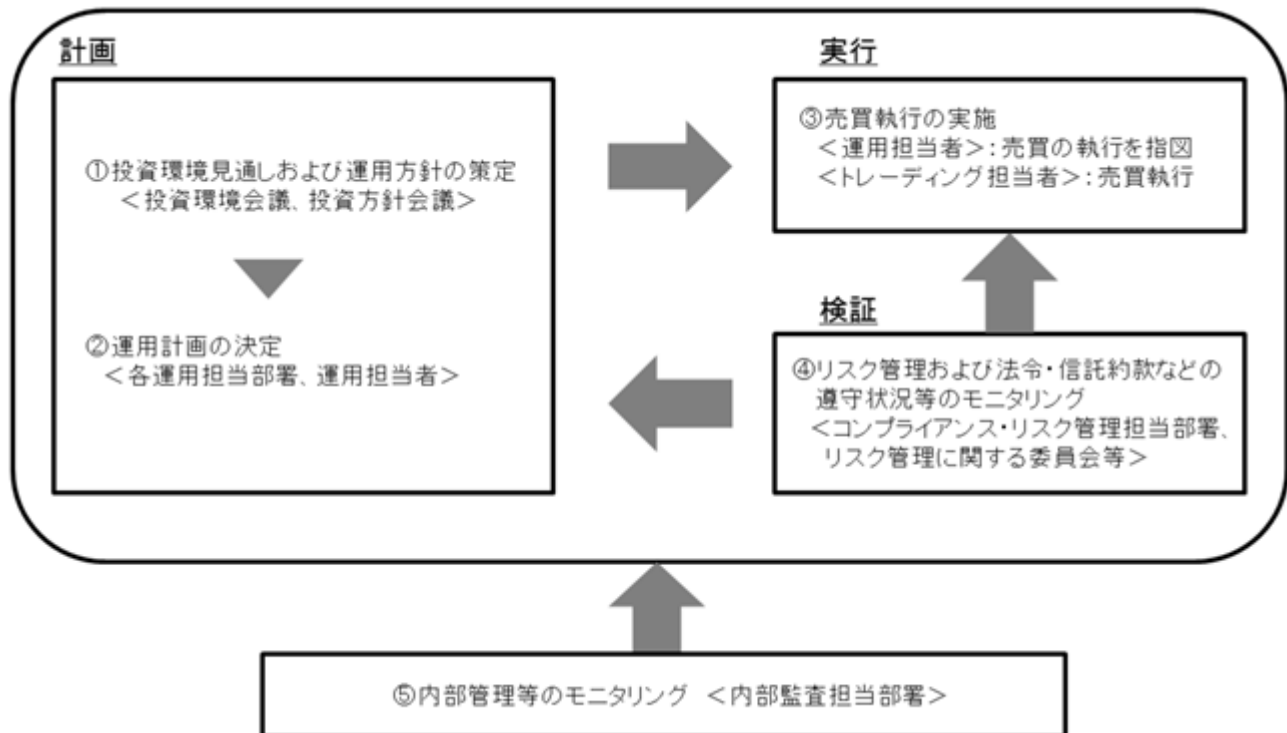 計画
①投資環境見通しおよび運用方針の策定
＜投資環境会議、投資方針会議＞
②運用計画の決定
＜各運用担当部署、運用担当者＞
実行
③売買執行の実施
＜運用担当者＞：売買の執行を指図
＜トレーディング担当者＞：売買執行
検証
④リスク管理および法令・信託約款などの
遵守状況等のモニタリング
＜コンプライアンス・リスク管理担当部署、
リスク管理に関する委員会等＞
⑤内部管理等のモニタリング ＜内部監査担当部署＞